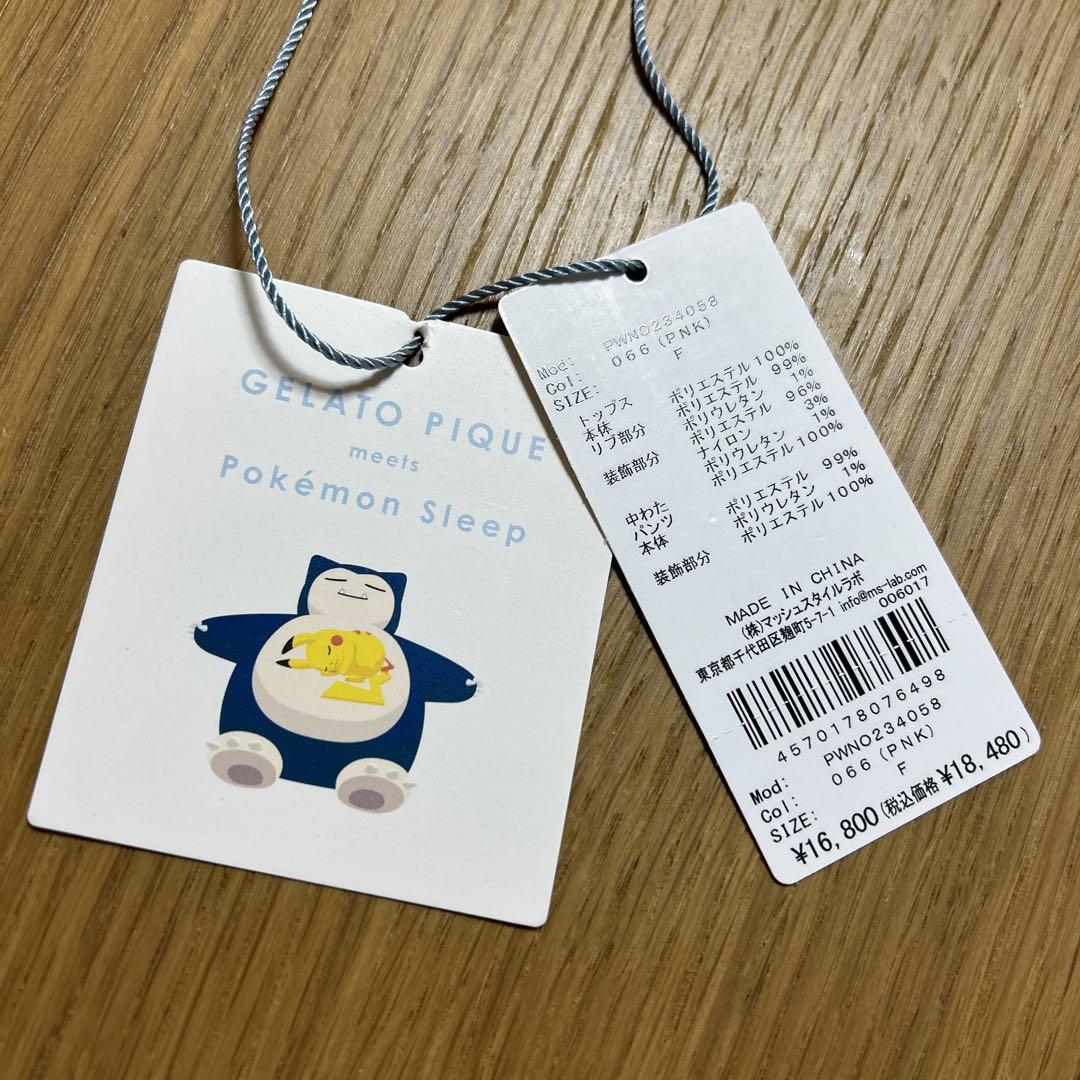 GELATO PIQUE
meets
Pokémon Sleep
Mod: PWNO234058
Col: 066 (PNK)
SIZE: F
トップス
本体 ポリエステル 100%
リブ部分 ポリエステル 99%
ポリウレタン 1%
装飾部分 ポリエステル 96%
ナイロン 3%
ポリウレタン 1%
中わた ポリエステル 100%
パンツ
本体 ポリエステル 99%
ポリウレタン 1%
装飾部分 ポリエステル 100%
MADE IN CHINA
(株)マッシュスタイルラボ
東京都千代田区麹町5-7-1 info@ms-lab.com
006017
4570178076498
Mod: PWNO234058
Col: 066 (PNK)
SIZE: F
¥16,800 (税込価格 ¥18,480)